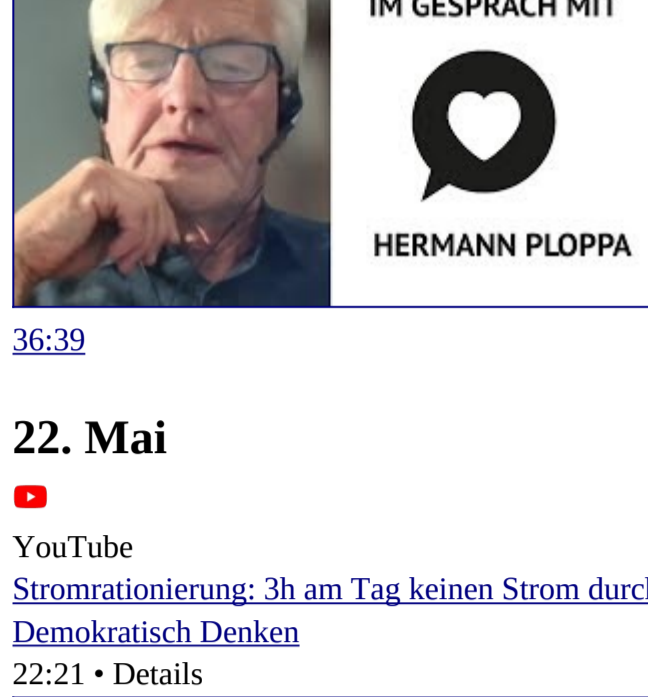 IM GESPRÄCH MIT
HERMANN PLOPPA
36:39
22. Mai
YouTube
Stromrationierung: 3h am Tag keinen Strom durch
Demokratisch Denken
22:21 • Details